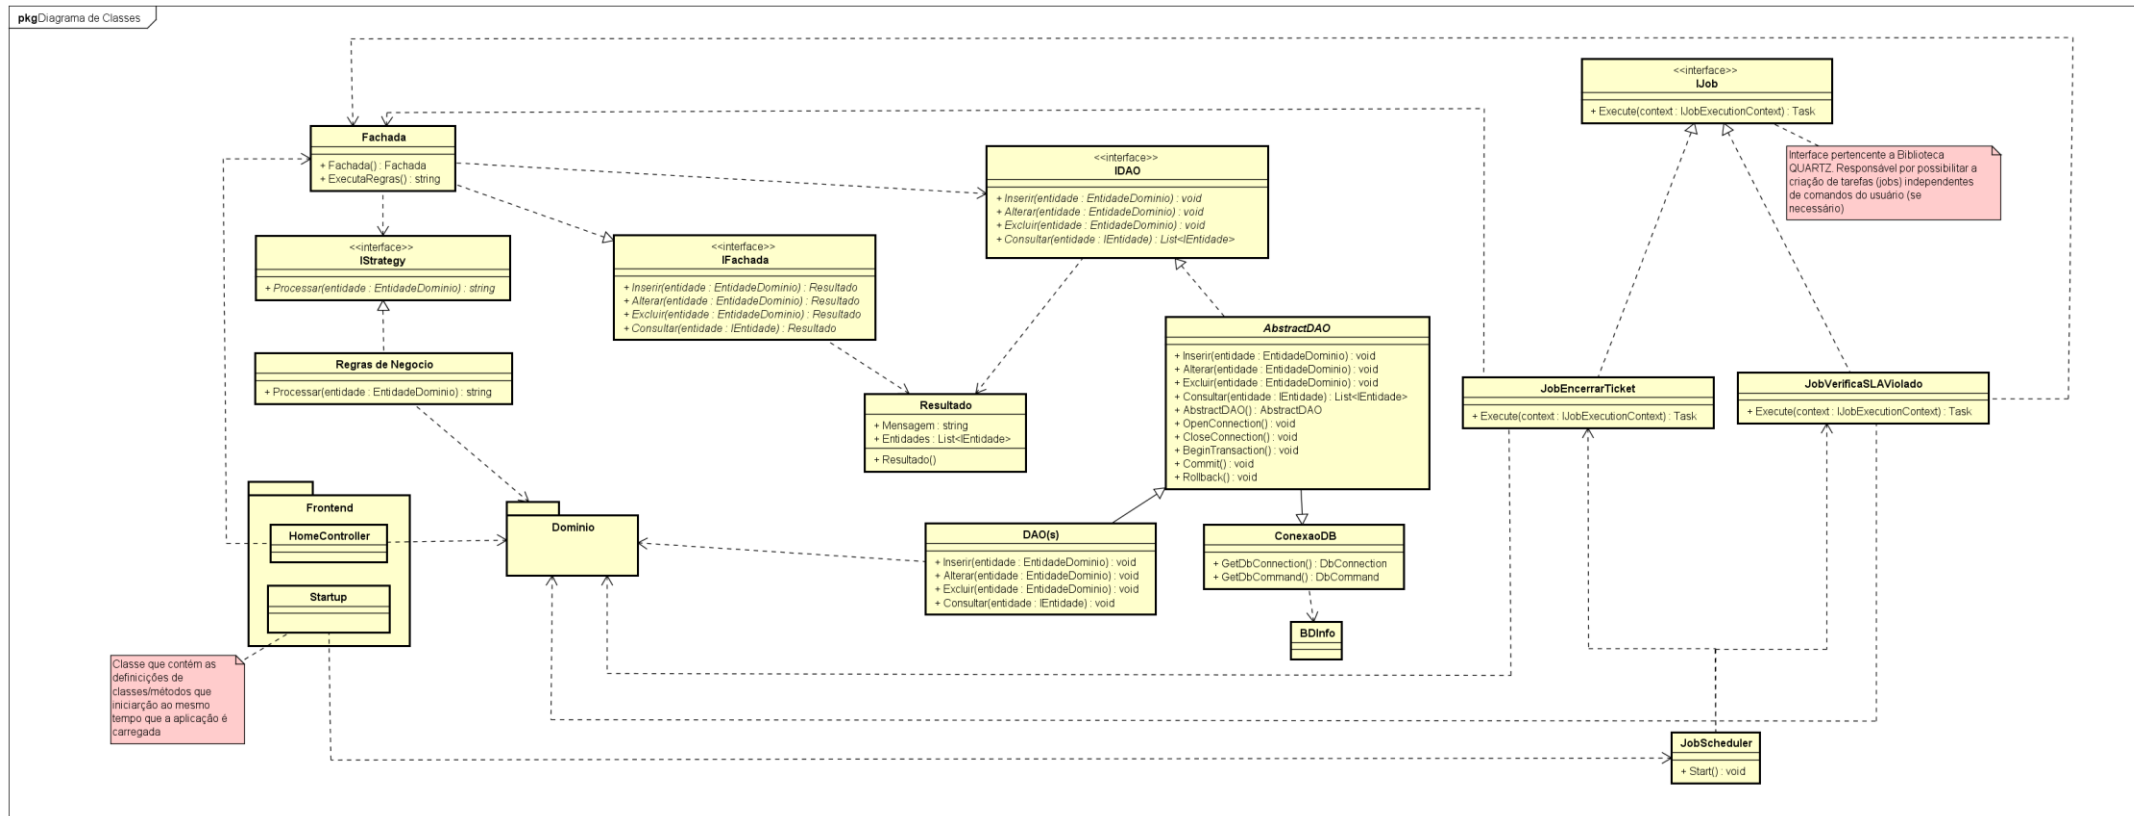 pkg Diagrama de Classes
<<interface>>
IJob
+ Execute(context : IJobExecutionContext) : Task
Fachada
+ Fachada() : Fachada
+ ExecutaRegras() : string
<<interface>>
IDAO
+ Inserir(entidade : EntidadeDominio) : void
+ Alterar(entidade : EntidadeDominio) : void
+ Excluir(entidade : EntidadeDominio) : void
+ Consultar(entidade : IEntidade) : List<IEntidade>
Interface pertencente a Biblioteca
QUARTZ. Responsável por possibilitar a
criação de tarefas (jobs) independentes
de comandos do usuário (se
necessário)
<<interface>>
IStrategy
+ Processar(entidade : EntidadeDominio) : string
<<interface>>
IFachada
+ Inserir(entidade : EntidadeDominio) : Resultado
+ Alterar(entidade : EntidadeDominio) : Resultado
+ Excluir(entidade : EntidadeDominio) : Resultado
+ Consultar(entidade : IEntidade) : Resultado
AbstractDAO
+ Inserir(entidade : EntidadeDominio) : void
+ Alterar(entidade : EntidadeDominio) : void
+ Excluir(entidade : EntidadeDominio) : void
+ Consultar(entidade : IEntidade) : List<IEntidade>
+ AbstractDAO() : AbstractDAO
+ OpenConnection() : void
+ CloseConnection() : void
+ BeginTransaction() : void
+ Commit() : void
+ Rollback() : void
Regras de Negocio
+ Processar(entidade : EntidadeDominio) : string
Resultado
+ Mensagem : string
+ Entidades : List<IEntidade>
+ Resultado()
JobEncerrarTicket
+ Execute(context : IJobExecutionContext) : Task
JobVerificaSLAViolado
+ Execute(context : IJobExecutionContext) : Task
Frontend
HomeController
Startup
Dominio
DAO(s)
+ Inserir(entidade : EntidadeDominio) : void
+ Alterar(entidade : EntidadeDominio) : void
+ Excluir(entidade : EntidadeDominio) : void
+ Consultar(entidade : IEntidade) : void
ConexaoDB
+ GetDbConnection() : DbConnection
+ GetDbCommand() : DbCommand
BDInfo
Classe que contém as
definicições de
classes/métodos que
iniciarção ao mesmo
tempo que a aplicação é
carregada
JobScheduler
+ Start() : void